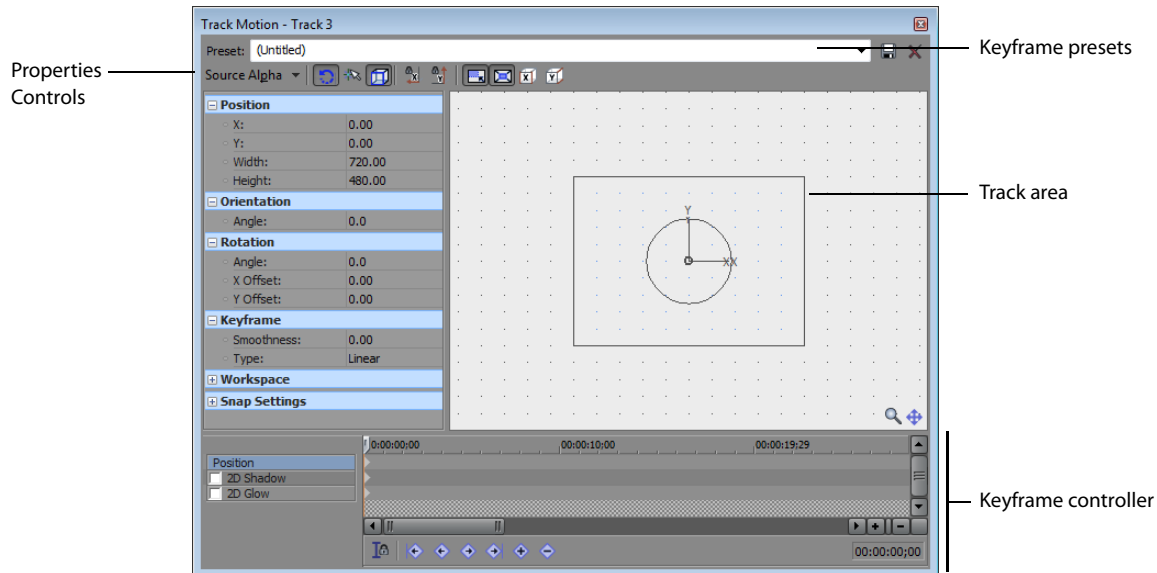 Track Motion - Track 3
Preset: (Untitled)
Keyframe presets
Properties
Controls
Source Alpha
Position
X: 0.00
Y: 0.00
Width: 720.00
Height: 480.00
Orientation
Angle: 0.0
Rotation
Angle: 0.0
X Offset: 0.00
Y Offset: 0.00
Keyframe
Smoothness: 0.00
Type: Linear
Workspace
Snap Settings
Y
XX
Track area
0:00:00;00 00:00:10;00 00:00:19;29
Position
2D Shadow
2D Glow
Keyframe controller
00:00:00;00